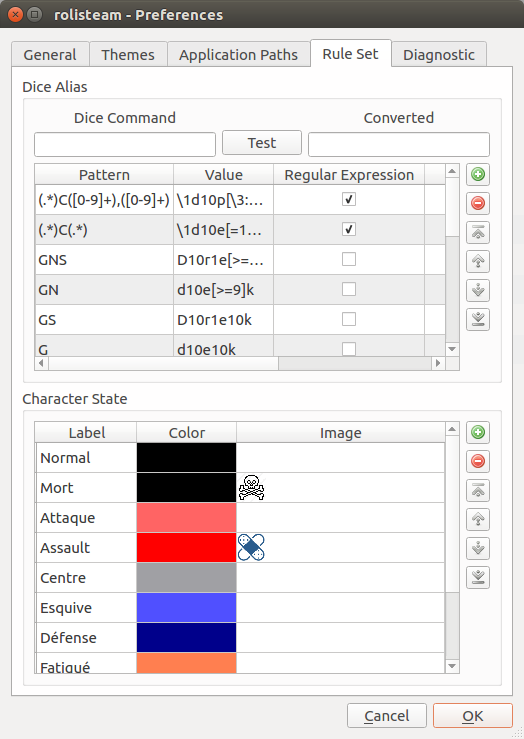 rolisteam - Preferences
General Themes Application Paths Rule Set Diagnostic
Dice Alias
Dice Command Converted
Test
Pattern Value Regular Expression
(.*)C([0-9]+),([0-9]+) \1d10p[\3:...
(.*)C(.*) \1d10e[=1...
GNS D10r1e[>=...
GN d10e[>=9]k
GS D10r1e10k
G d10e10k
Character State
Label Color Image
Normal
Mort
Attaque
Assault
Centre
Esquive
Défense
Fatigué
Cancel OK